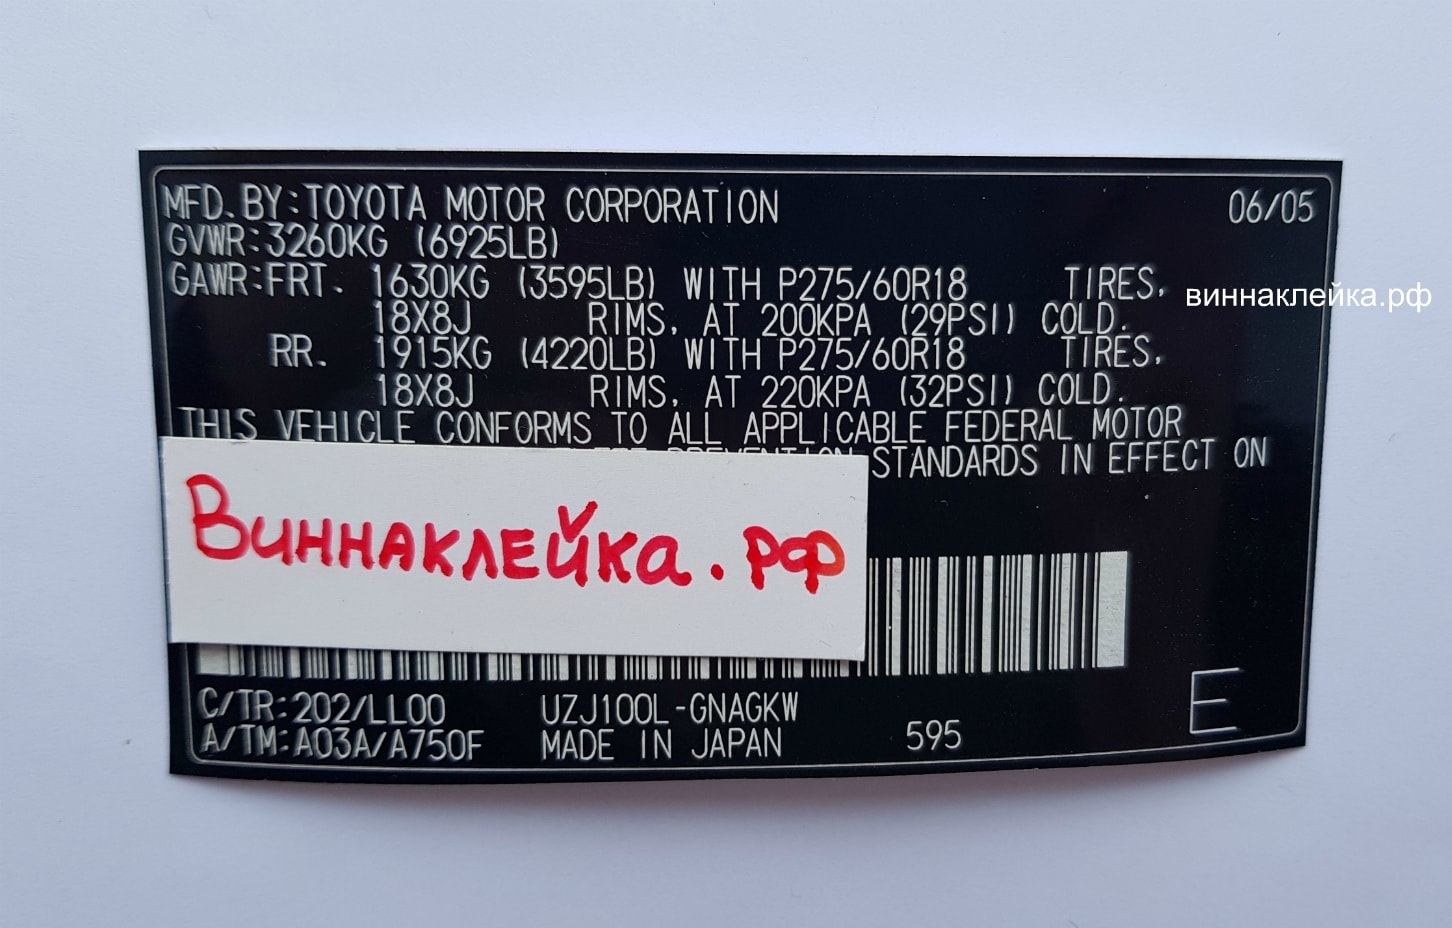 MFD. BY:TOYOTA MOTOR CORPORATION 06/05
GVWR:3260KG (6925LB)
GAWR:FRT. 1630KG (3595LB) WITH P275/60R18 TIRES,
виннаклейка.рф
18X8J RIMS, AT 200KPA (29PSI) COLD.
RR. 1915KG (4220LB) WITH P275/60R18 TIRES,
18X8J RIMS, AT 220KPA (32PSI) COLD.
THIS VEHICLE CONFORMS TO ALL APPLICABLE FEDERAL MOTOR
PREVENTION STANDARDS IN EFFECT ON
Виннаклейка.рф
C/TR:202/LL00 UZJ100L-GNAGKW
A/TM:A03A/A750F MADE IN JAPAN 595
E